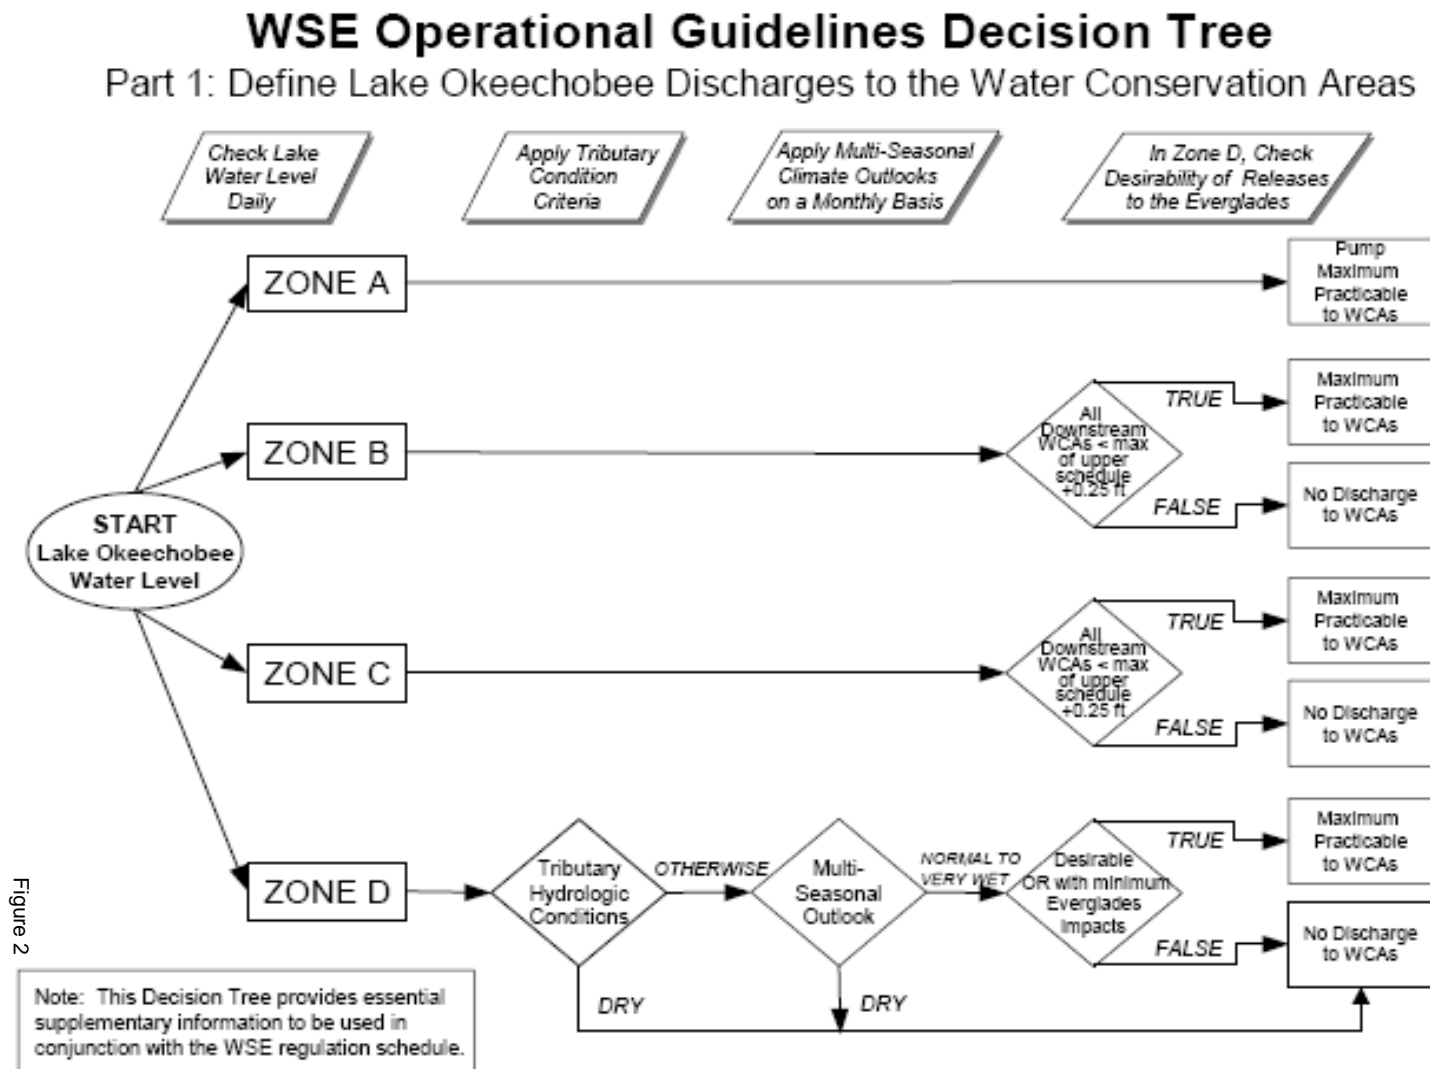 WSE Operational Guidelines Decision Tree
Part 1: Define Lake Okeechobee Discharges to the Water Conservation Areas
Check Lake
Water Level
Daily
Apply Tributary
Condition
Criteria
Apply Multi-Seasonal
Climate Outlooks
on a Monthly Basis
In Zone D, Check
Desirability of Releases
to the Everglades
ZONE A
Pump
Maximum
Practicable
to WCAs
ZONE B
All
Downstream
WCAs < max
of upper
schedule
+0.25 ft
TRUE
Maximum
Practicable
to WCAs
FALSE
No Discharge
to WCAs
START
Lake Okeechobee
Water Level
ZONE C
All
Downstream
WCAs < max
of upper
schedule
+0.25 ft
TRUE
Maximum
Practicable
to WCAs
FALSE
No Discharge
to WCAs
ZONE D
Tributary
Hydrologic
Conditions
OTHERWISE
DRY
Multi-
Seasonal
Outlook
NORMAL TO
VERY WET
DRY
Desirable
OR with minimum
Everglades
Impacts
TRUE
Maximum
Practicable
to WCAs
FALSE
No Discharge
to WCAs
Figure 2
Note: This Decision Tree provides essential
supplementary information to be used in
conjunction with the WSE regulation schedule.